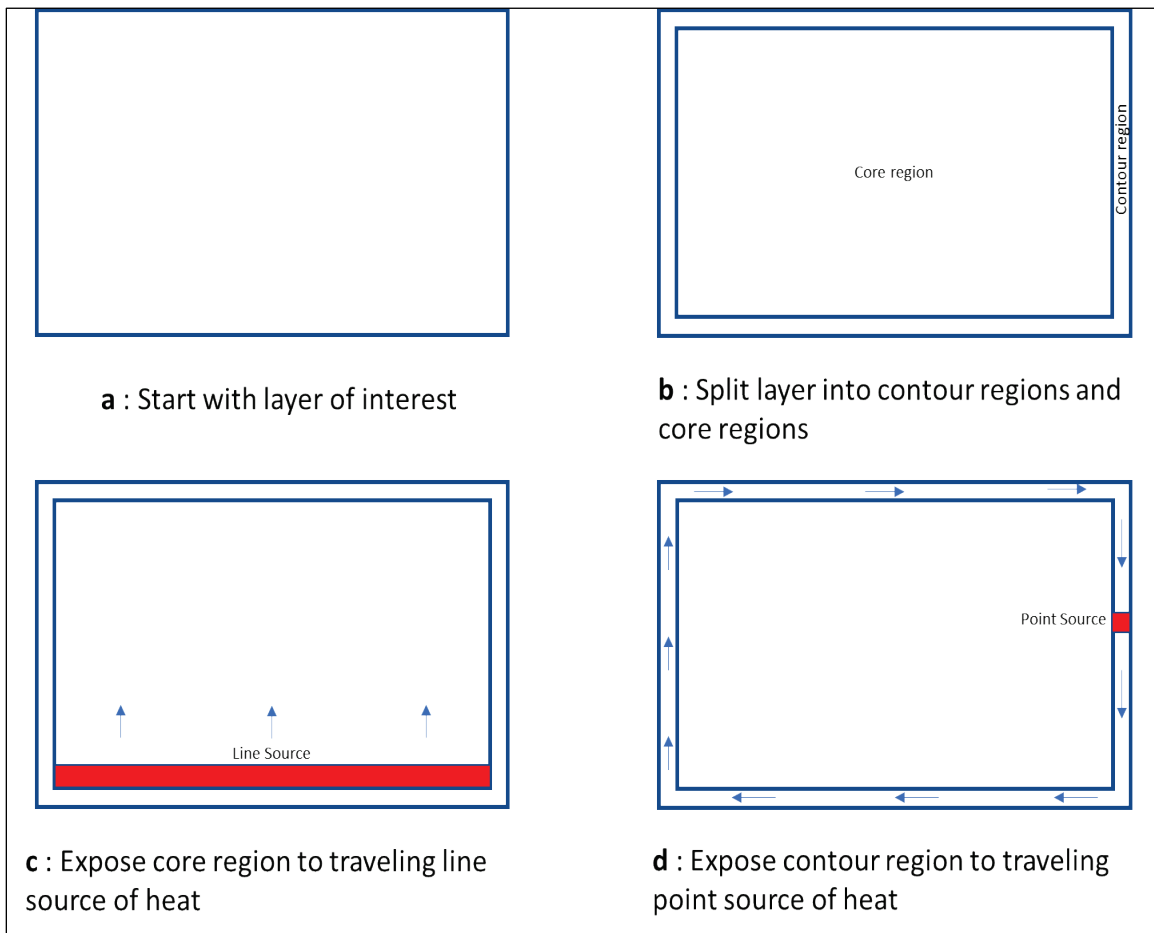 Core region
Contour region
a : Start with layer of interest
b : Split layer into contour regions and
core regions
Line Source
Point Source
c : Expose core region to traveling line
source of heat
d : Expose contour region to traveling
point source of heat